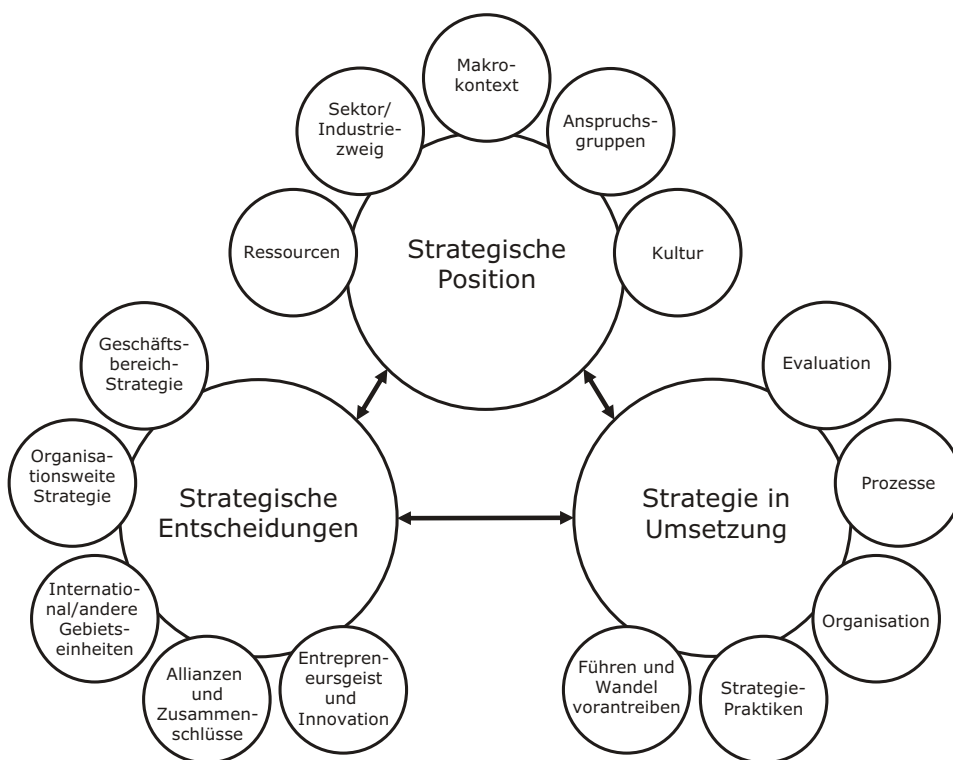 Makro-
kontext
Sektor/
Industrie-
zweig
Anspruchs-
gruppen
Ressourcen
Strategische
Position
Kultur
Geschäfts-
bereich-
Strategie
Organisa-
tionsweite
Strategie
Strategische
Entscheidungen
Internation-
al/andere
Gebiets-
einheiten
Allianzen
und
Zusammen-
schlüsse
Entrepren-
eursgeist
und
Innovation
Evaluation
Prozesse
Strategie in
Umsetzung
Organisation
Führen und
Wandel
vorantreiben
Strategie-
Praktiken